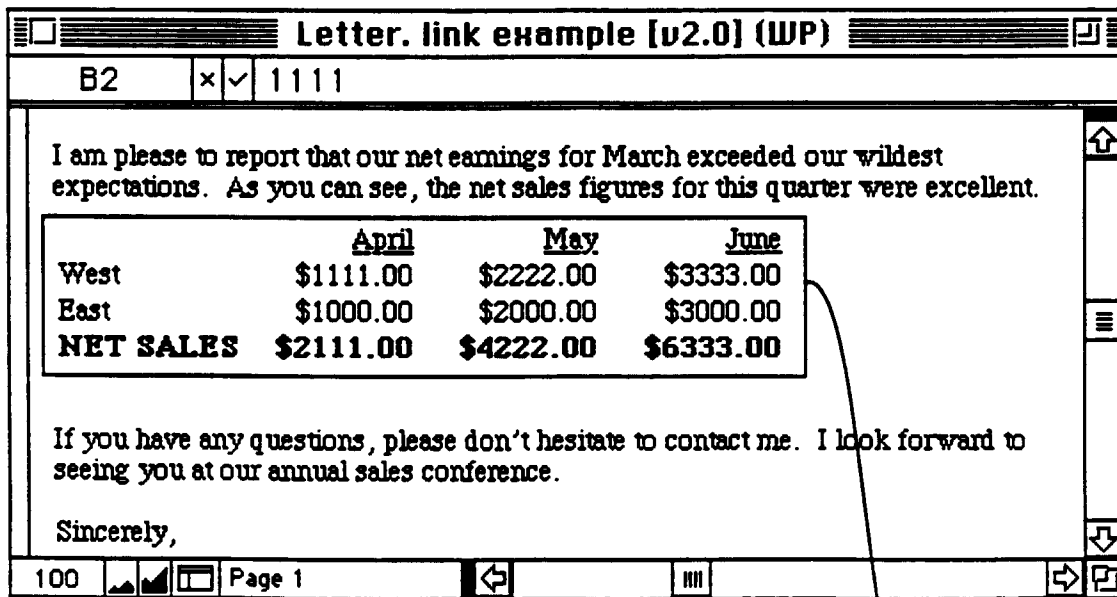 Letter. link example [v2.0] (WP)
B2 1111
I am please to report that our net earnings for March exceeded our wildest
expectations. As you can see, the net sales figures for this quarter were excellent.
April May June
West $1111.00 $2222.00 $3333.00
East $1000.00 $2000.00 $3000.00
NET SALES $2111.00 $4222.00 $6333.00
If you have any questions, please don't hesitate to contact me. I look forward to
seeing you at our annual sales conference.
Sincerely,
100 Page 1